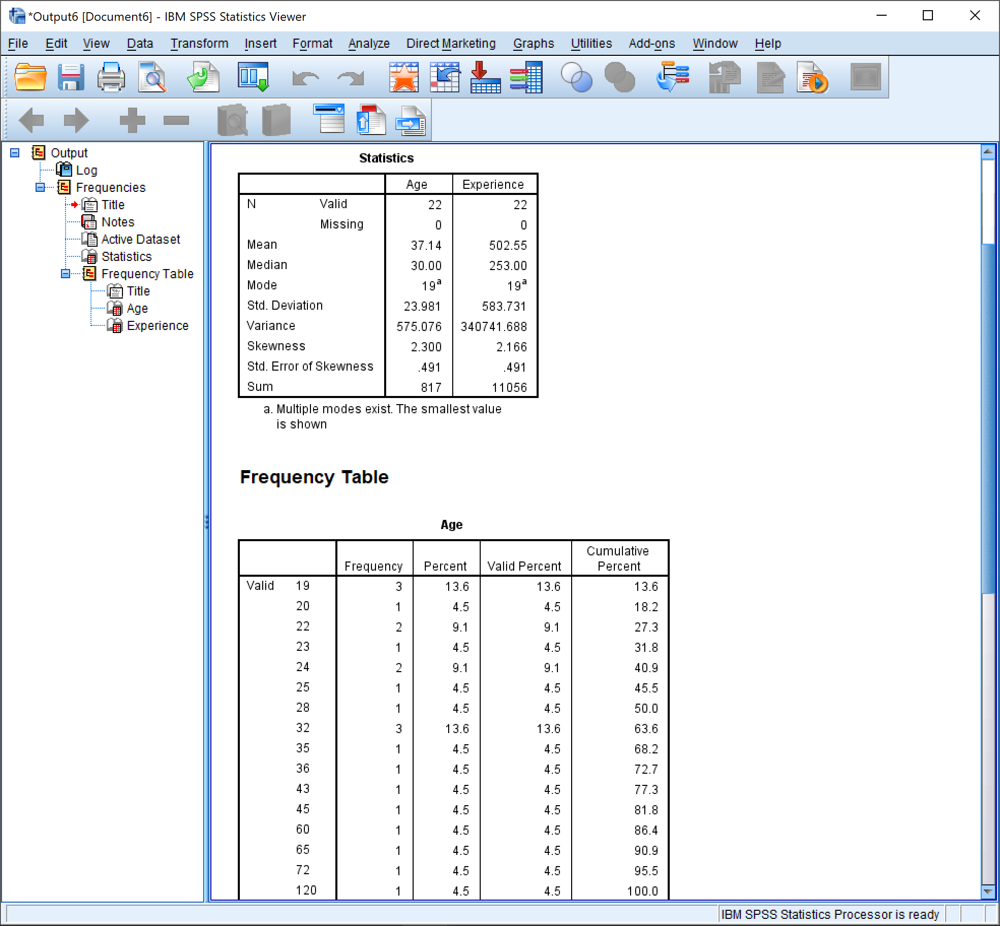 *Output6 [Document6] - IBM SPSS Statistics Viewer
File Edit View Data Transform Insert Format Analyze Direct Marketing Graphs Utilities Add-ons Window Help
Output
Log
Frequencies
Title
Notes
Active Dataset
Statistics
Frequency Table
Title
Age
Experience
Statistics
Age Experience
N Valid 22 22
Missing 0 0
Mean 37.14 502.55
Median 30.00 253.00
Mode 19a 19a
Std. Deviation 23.981 583.731
Variance 575.076 340741.688
Skewness 2.300 2.166
Std. Error of Skewness .491 .491
Sum 817 11056
a. Multiple modes exist. The smallest value
is shown
Frequency Table
Age
Frequency Percent Valid Percent Cumulative Percent
Valid 19 3 13.6 13.6 13.6
20 1 4.5 4.5 18.2
22 2 9.1 9.1 27.3
23 1 4.5 4.5 31.8
24 2 9.1 9.1 40.9
25 1 4.5 4.5 45.5
28 1 4.5 4.5 50.0
32 3 13.6 13.6 63.6
35 1 4.5 4.5 68.2
36 1 4.5 4.5 72.7
43 1 4.5 4.5 77.3
45 1 4.5 4.5 81.8
60 1 4.5 4.5 86.4
65 1 4.5 4.5 90.9
72 1 4.5 4.5 95.5
120 1 4.5 4.5 100.0
IBM SPSS Statistics Processor is ready